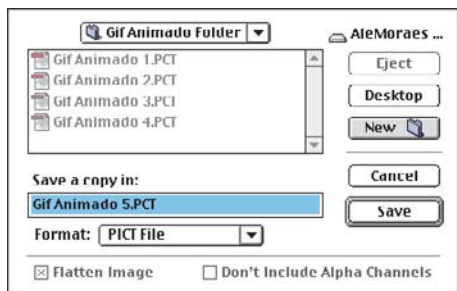 Gif Animado Folder
AleMoraes ...
Gif Animado 1.PCT
Gif Animado 2.PCT
Gif Animado 3.PCT
Gif Animado 4.PCT
Eject
Desktop
New
Save a copy in:
Gif Animado 5.PCT
Format: PICT File
Cancel
Save
Flatten Image
Don't Include Alpha Channels